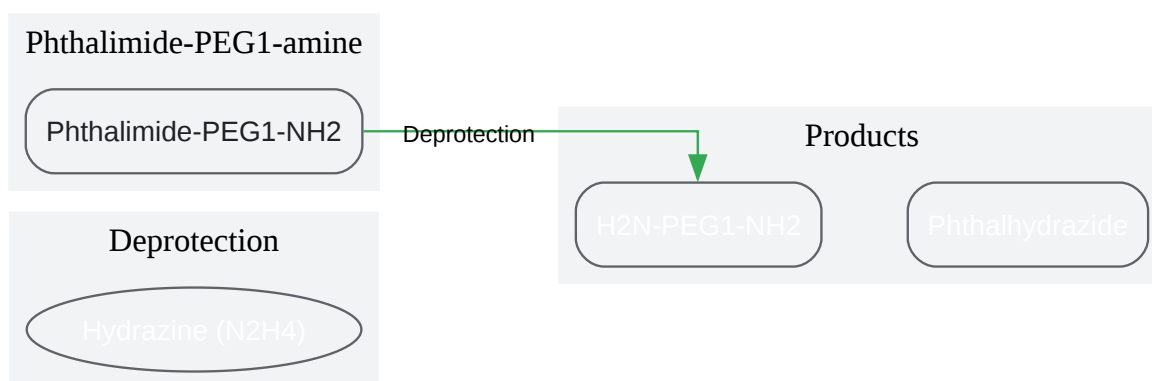 Phthalimide-PEG1-amine
Phthalimide-PEG1-NH2
Deprotection
Products
H2N-PEG1-NH2
Phthalhydrazide
Deprotection
Hydrazine (N2H4)